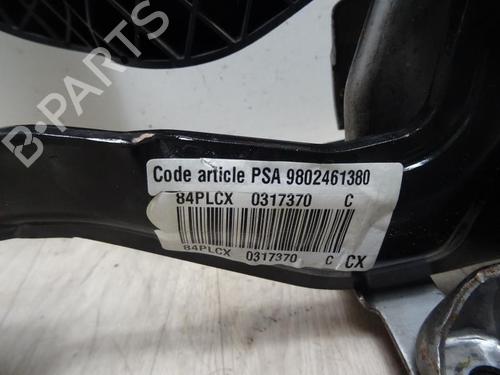 B-PARTS
Code article PSA 9802461380
84PLCX 0317370 C
84PLCX 0317370 C CX